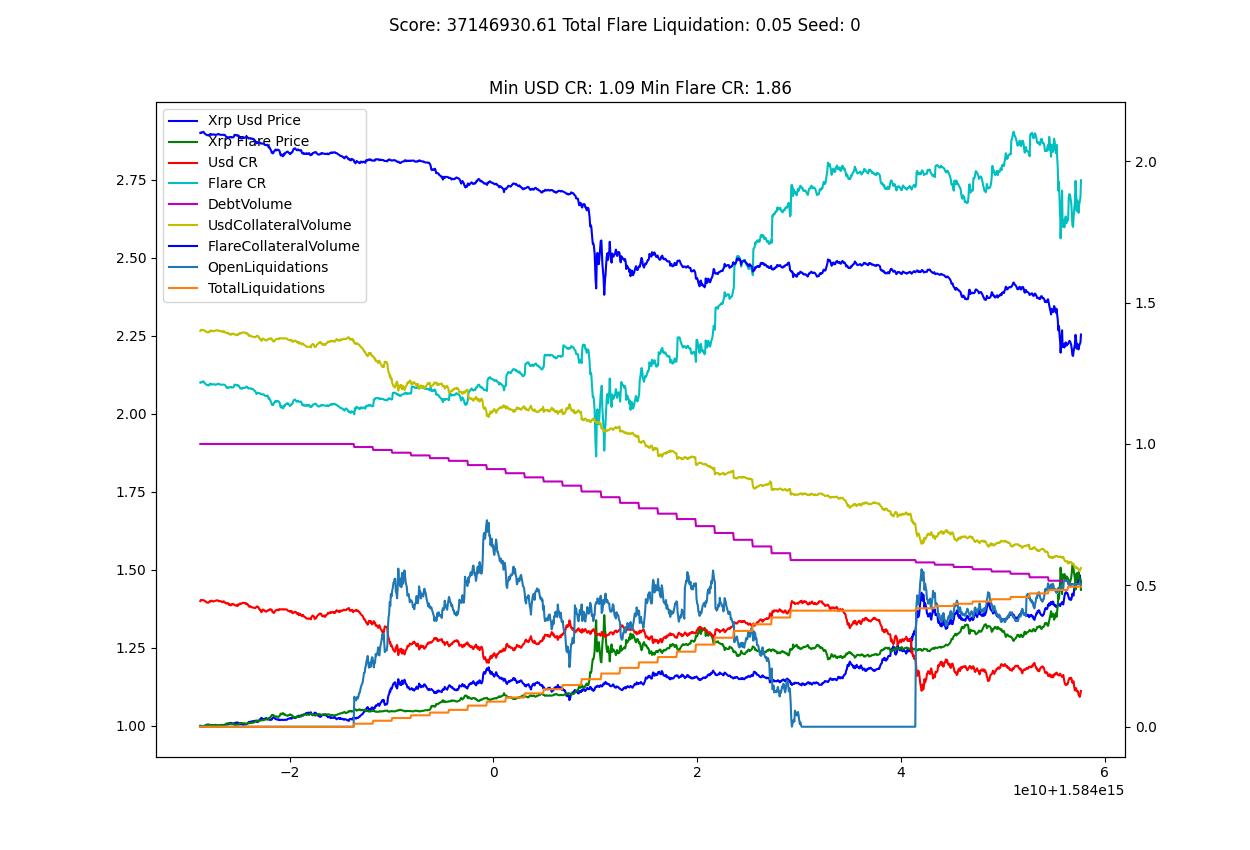 Score: 37146930.61 Total Flare Liquidation: 0.05 Seed: 0
Min USD CR: 1.09 Min Flare CR: 1.86
Xrp Usd Price
Xrp Flare Price
Usd CR
Flare CR
DebtVolume
UsdCollateralVolume
FlareCollateralVolume
OpenLiquidations
TotalLiquidations
2.75
2.50
2.25
2.00
1.75
1.50
1.25
1.00
2.0
1.5
1.0
0.5
0.0
−2 0 2 4 6
1e10+1.584e15